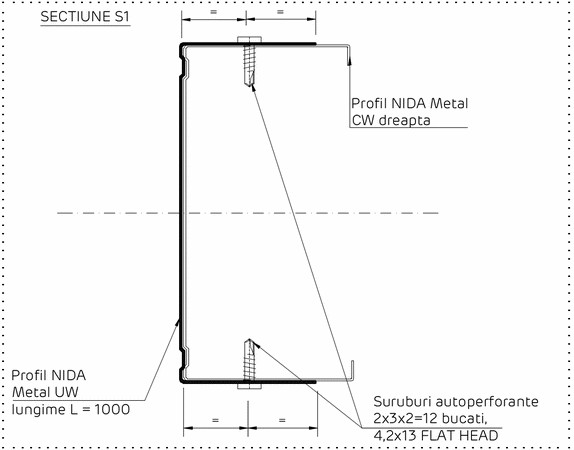 SECTIUNE S1
= =
Profil NIDA Metal
CW dreapta
Profil NIDA
Metal UW
lungime L = 1000
Suruburi autoperforante
2x3x2=12 bucati,
4,2x13 FLAT HEAD
= =